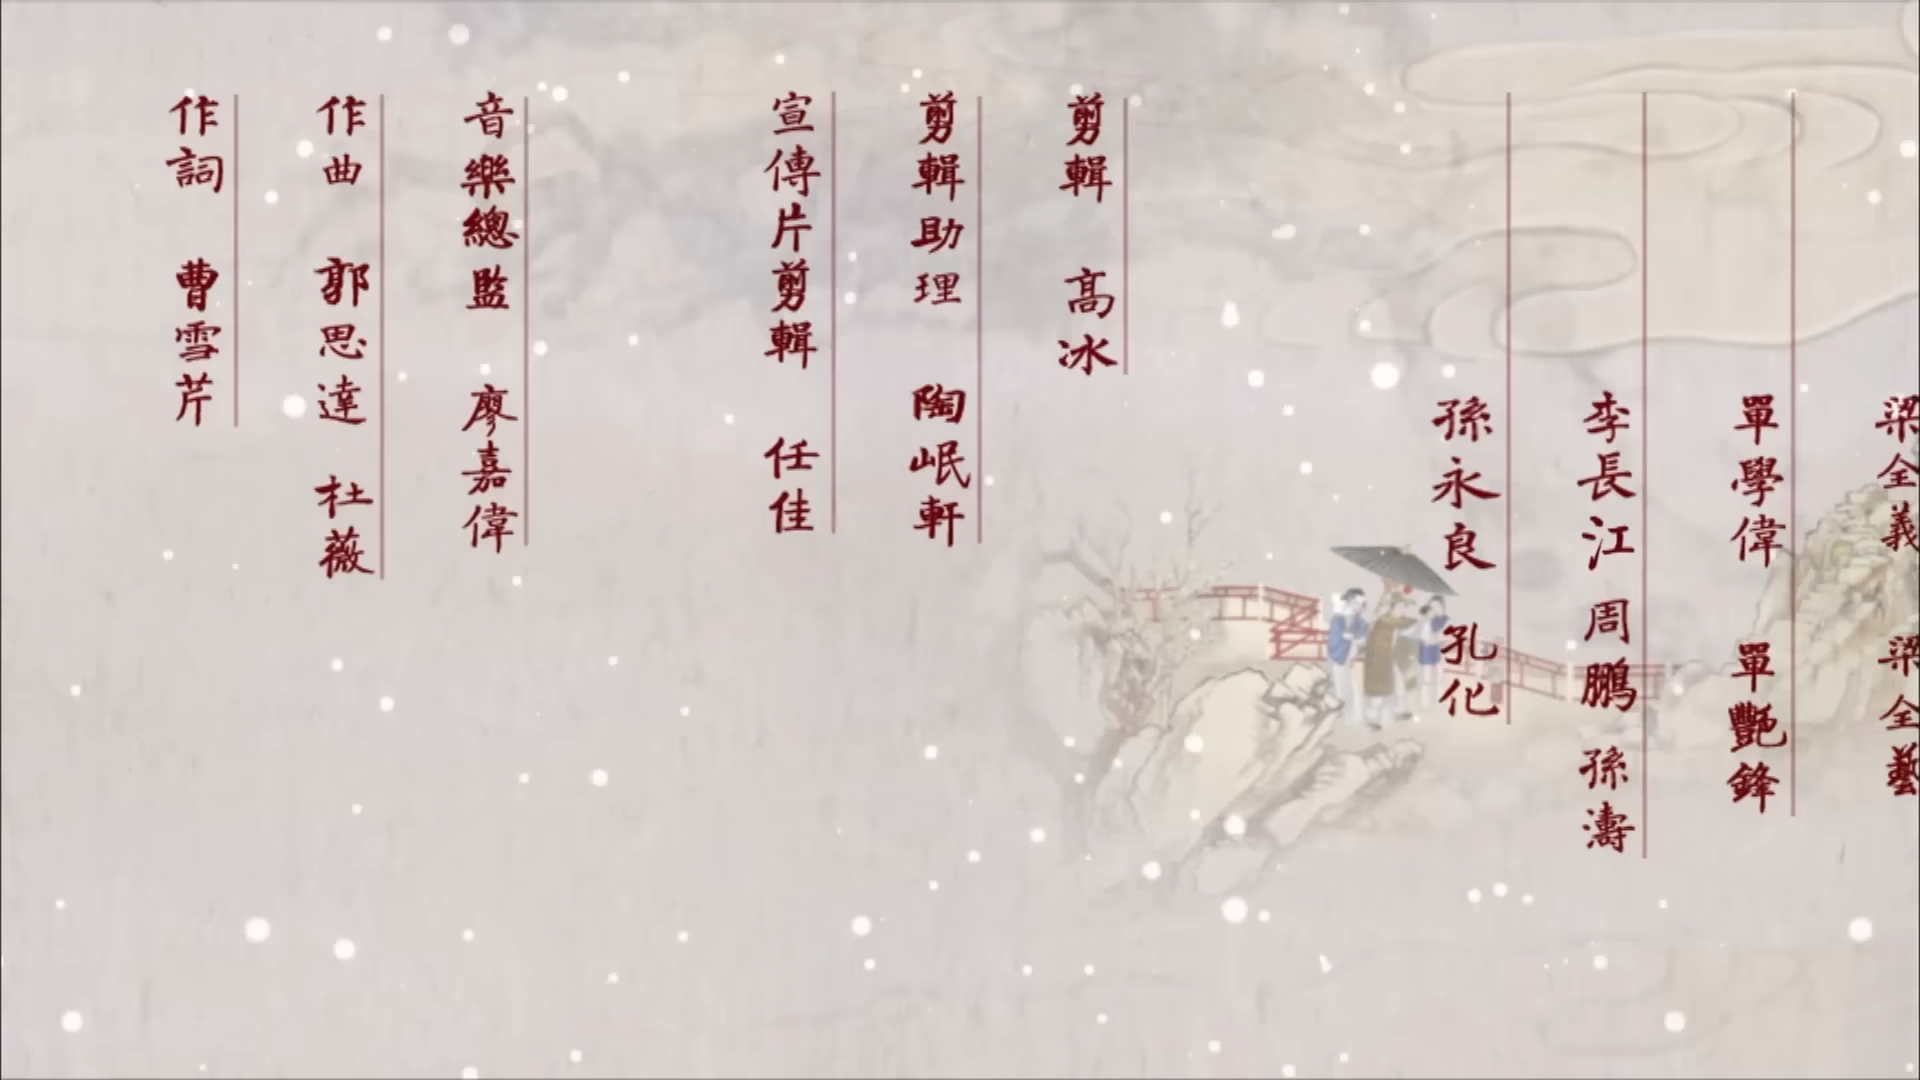 梁全義 梁全藝
單學偉 單艷鋒
李長江 周鵬 孫濤
孫永良 孔化
剪輯 高冰
剪輯助理 陶岷軒
宣傳片剪輯 任佳
音樂總監 廖嘉偉
作曲 郭思達 杜薇
作詞 曹雪芹